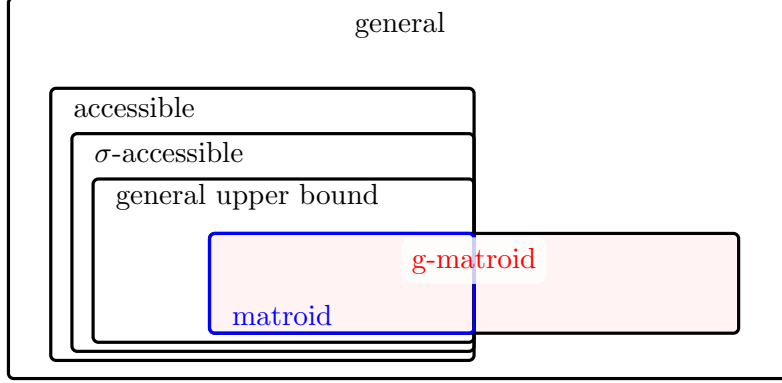 general
accessible
σ-accessible
general upper bound
g-matroid
matroid